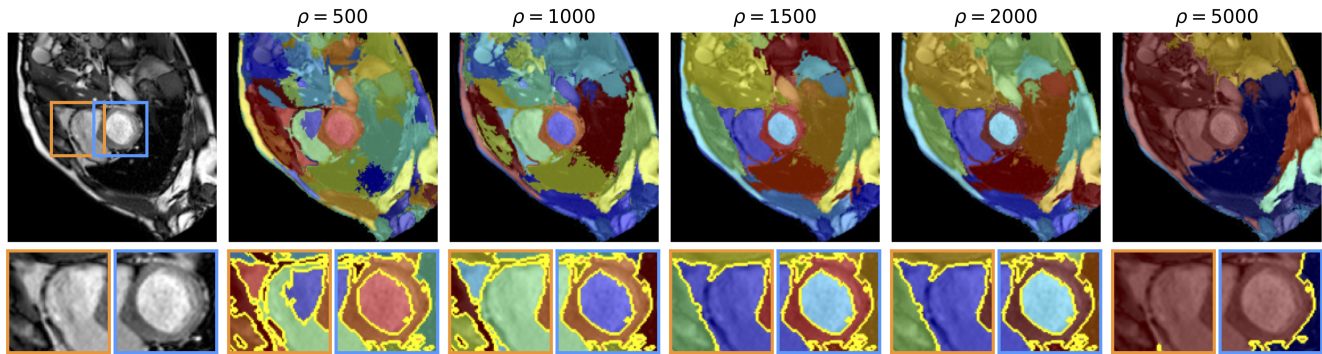 ρ = 500 ρ = 1000 ρ = 1500 ρ = 2000 ρ = 5000